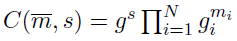 $C(\overline{m}, s) = g^s \prod_{i=1}^{N} g_i^{m_i}$